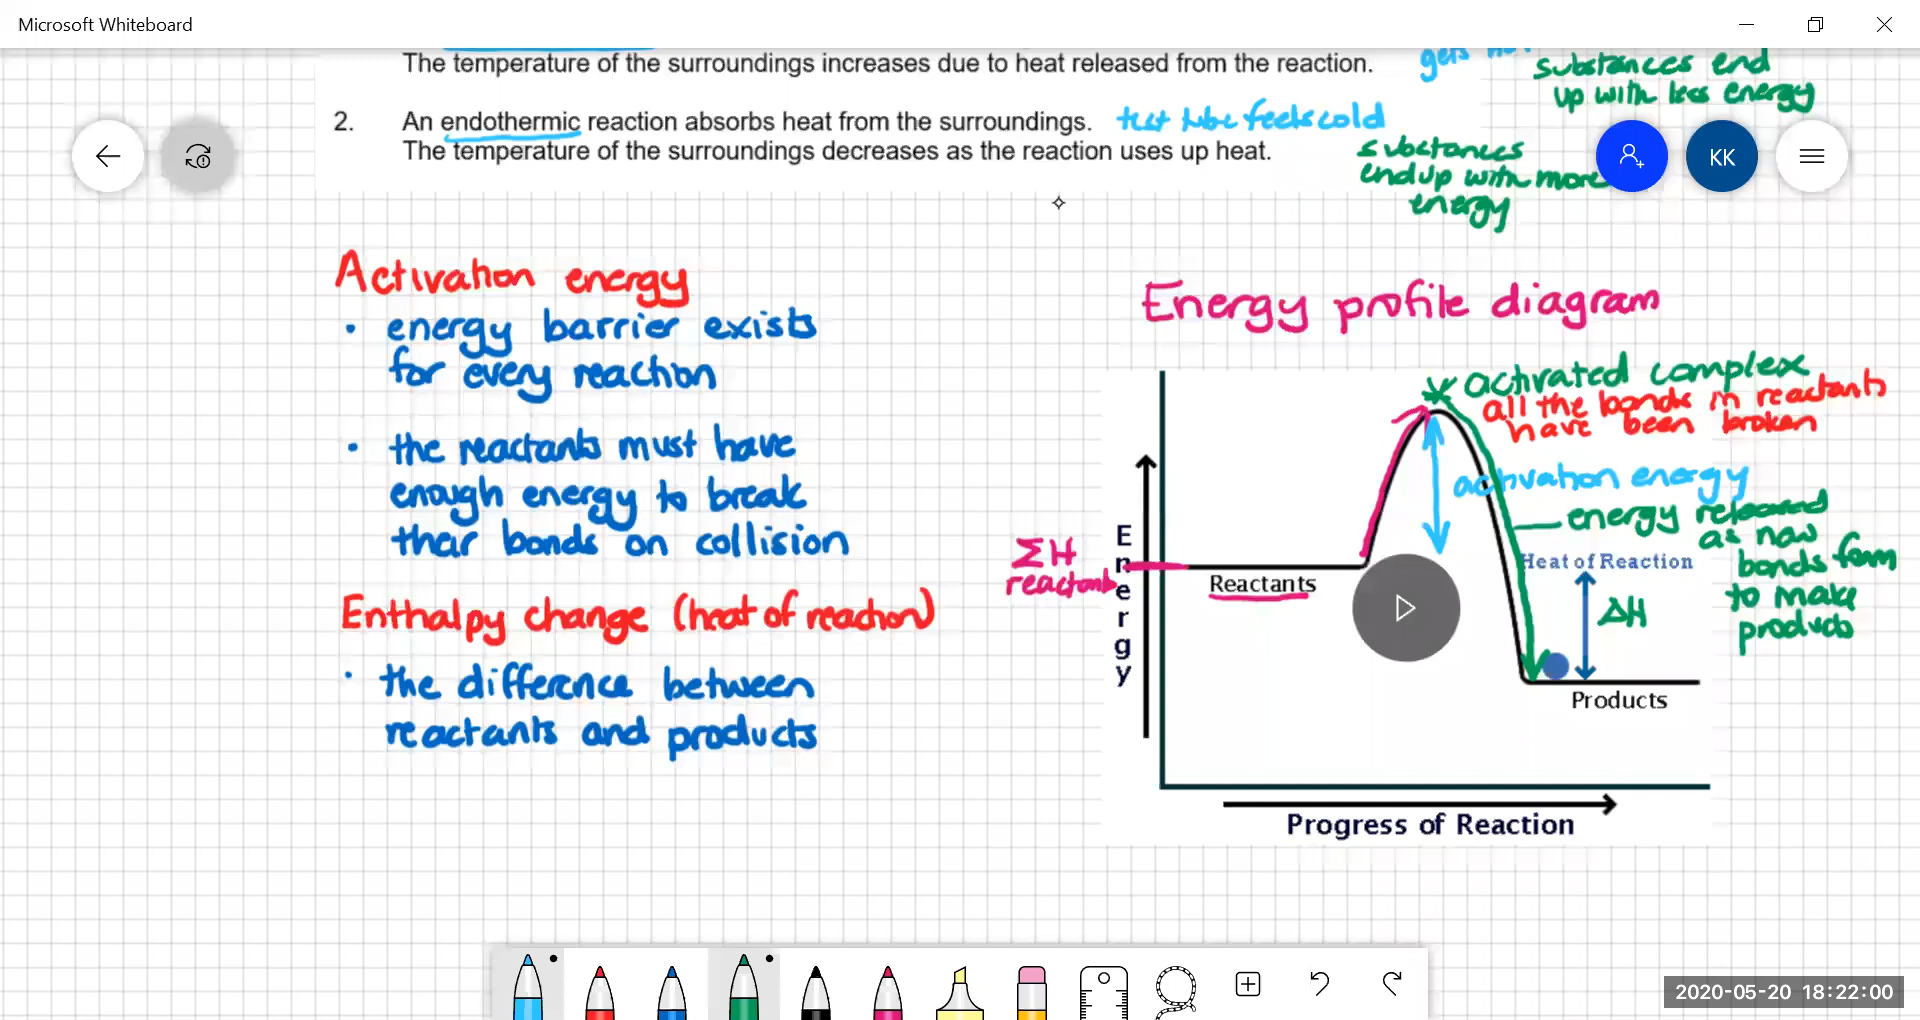 Microsoft Whiteboard
The temperature of the surroundings increases due to heat released from the reaction.
gets
substances end
up with less energy
2. An endothermic reaction absorbs heat from the surroundings.
test tube feels cold
The temperature of the surroundings decreases as the reaction uses up heat.
substances
end up with more
energy
KK
Activation energy
• energy barrier exists
for every reaction
• the reactants must have
enough energy to break
their bonds on collision
Enthalpy change (heat of reaction)
• the difference between
reactants and products
Energy profile diagram
activated complex
all the bonds in reactants
have been broken
activation energy
energy released
as new
bonds form
to make
products
Heat of Reaction
ΔH
ΣH
reactants
Energy
Reactants
Products
Progress of Reaction
2020-05-20 18:22:00